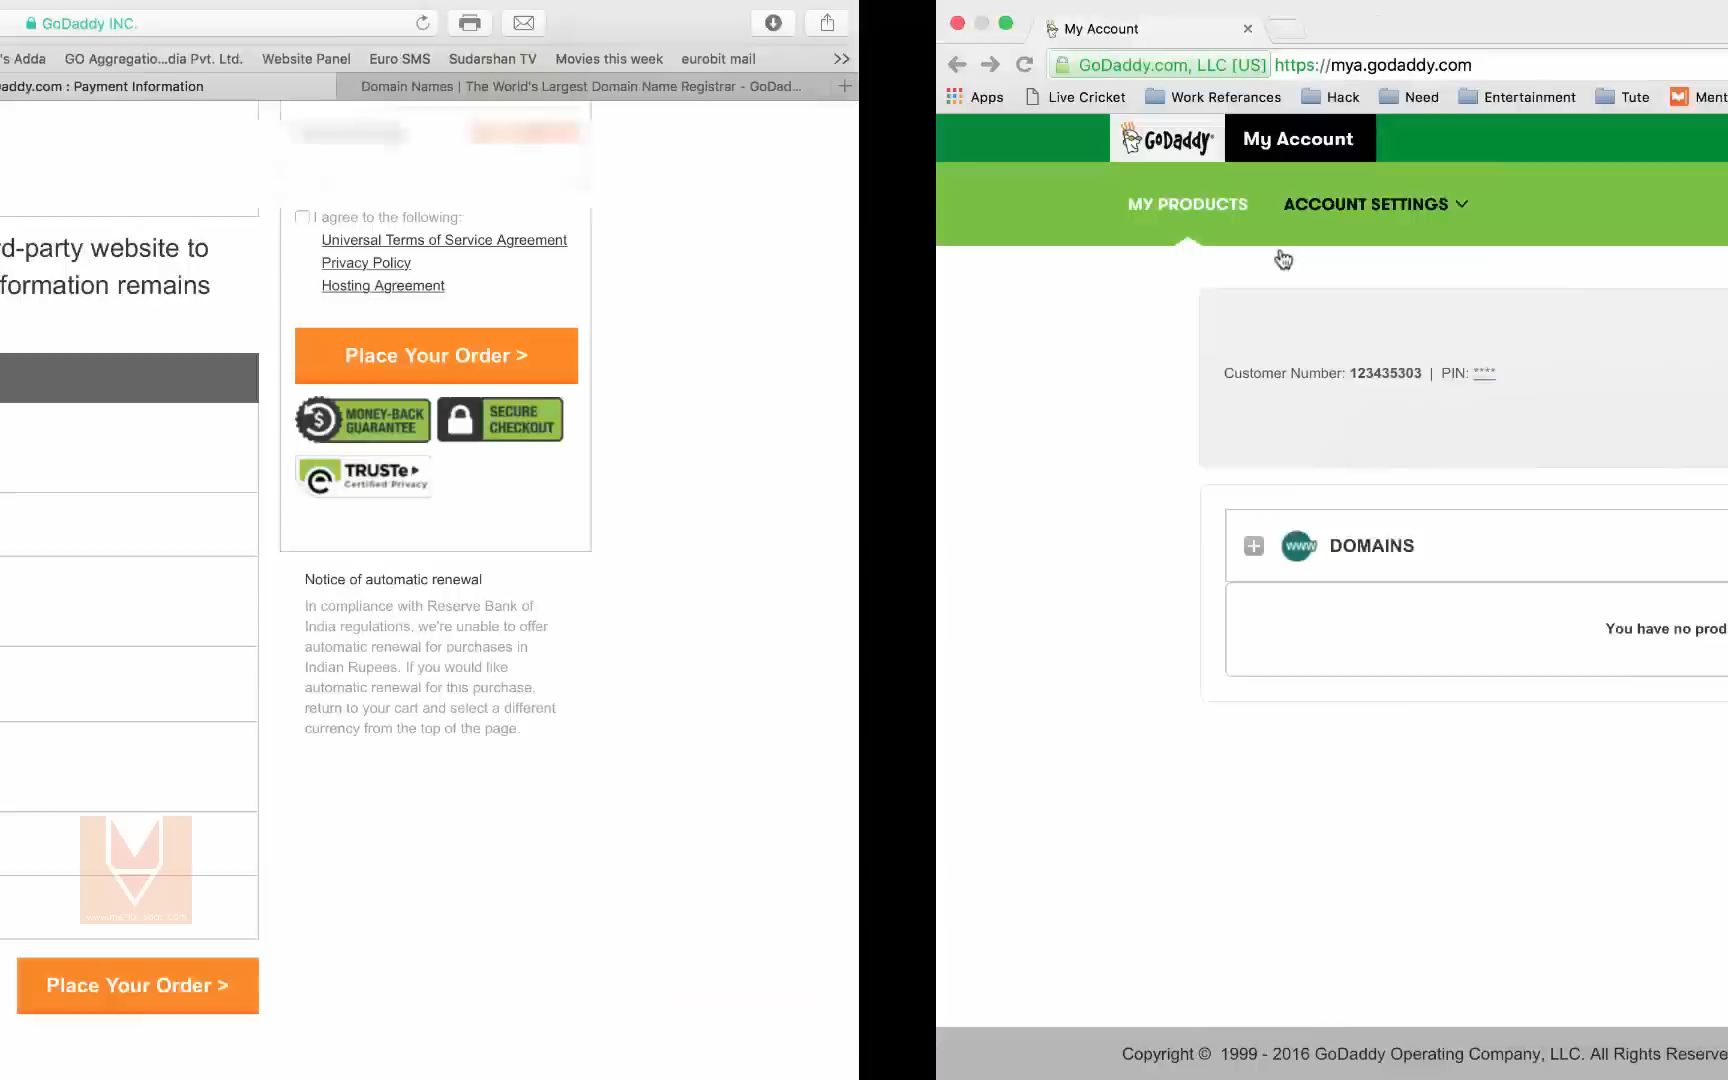 GoDaddy INC.
's Adda
GO Aggregatio...dia Pvt. Ltd.
Website Panel
Euro SMS
Sudarshan TV
Movies this week
eurobit mail
>>
daddy.com : Payment Information
Domain Names | The World's Largest Domain Name Registrar - GoDad...
rd-party website to
formation remains
I agree to the following:
Universal Terms of Service Agreement
Privacy Policy
Hosting Agreement
Place Your Order >
MONEY-BACK
GUARANTEE
SECURE
CHECKOUT
TRUSTe
Certified Privacy
Notice of automatic renewal
In compliance with Reserve Bank of
India regulations, we're unable to offer
automatic renewal for purchases in
Indian Rupees. If you would like
automatic renewal for this purchase,
return to your cart and select a different
currency from the top of the page.
Place Your Order >
My Account
GoDaddy.com, LLC [US]
https://mya.godaddy.com
Apps
Live Cricket
Work Referances
Hack
Need
Entertainment
Tute
Ment
GoDaddy
My Account
MY PRODUCTS
ACCOUNT SETTINGS
Customer Number: 123435303 | PIN: ****
www
DOMAINS
You have no prod
Copyright © 1999 - 2016 GoDaddy Operating Company, LLC. All Rights Reserve